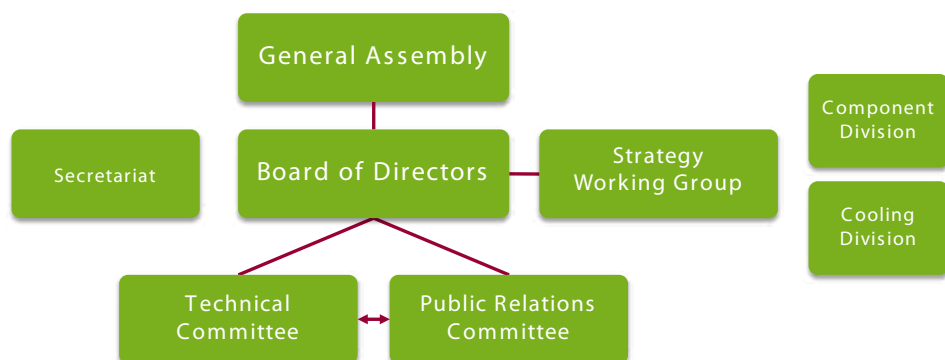 General Assembly
Secretariat
Board of Directors
Strategy
Working Group
Component
Division
Cooling
Division
Technical
Committee
Public Relations
Committee